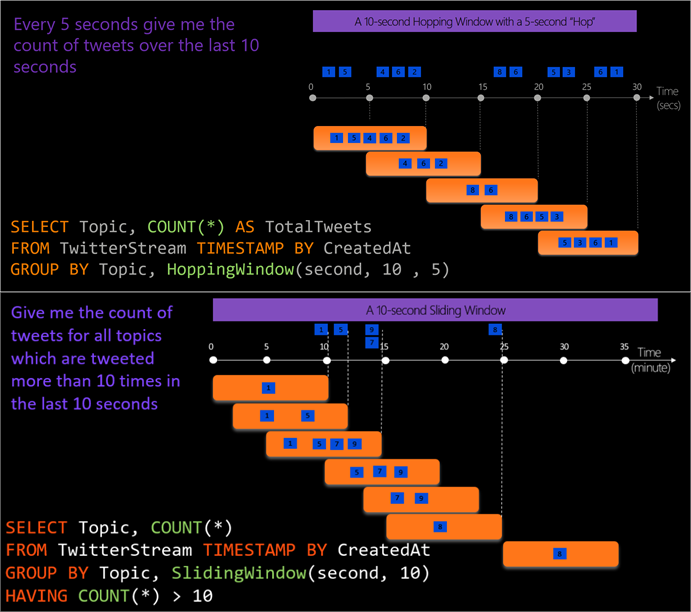 Every 5 seconds give me the
count of tweets over the last 10
seconds
A 10-second Hopping Window with a 5-second "Hop"
1 5 4 6 2 8 6 5 3 6 1
0 5 10 15 20 25 30
Time
(secs)
1 5 4 6 2
4 6 2
8 6
8 6 5 3
5 3 6 1
SELECT Topic, COUNT(*) AS TotalTweets
FROM TwitterStream TIMESTAMP BY CreatedAt
GROUP BY Topic, HoppingWindow(second, 10 , 5)
Give me the count of
tweets for all topics
which are tweeted
more than 10 times in
the last 10 seconds
A 10-second Sliding Window
1 5 9 8
7
0 5 10 15 20 25 30 35
Time
(minute)
1
1 5
1 5 7 9
5 7 9
8
8
SELECT Topic, COUNT(*)
FROM TwitterStream TIMESTAMP BY CreatedAt
GROUP BY Topic, SlidingWindow(second, 10)
HAVING COUNT(*) > 10